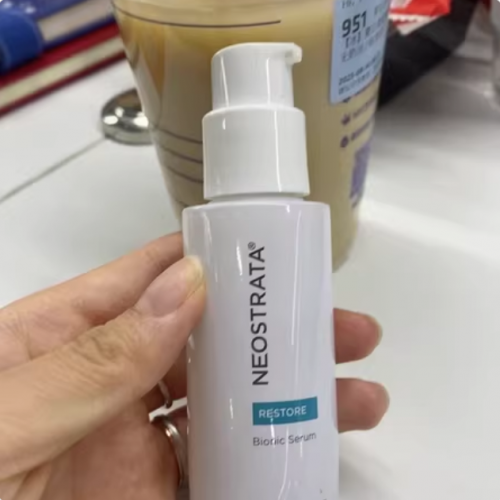 951
NEOSTRATA®
RESTORE
Bionic Serum